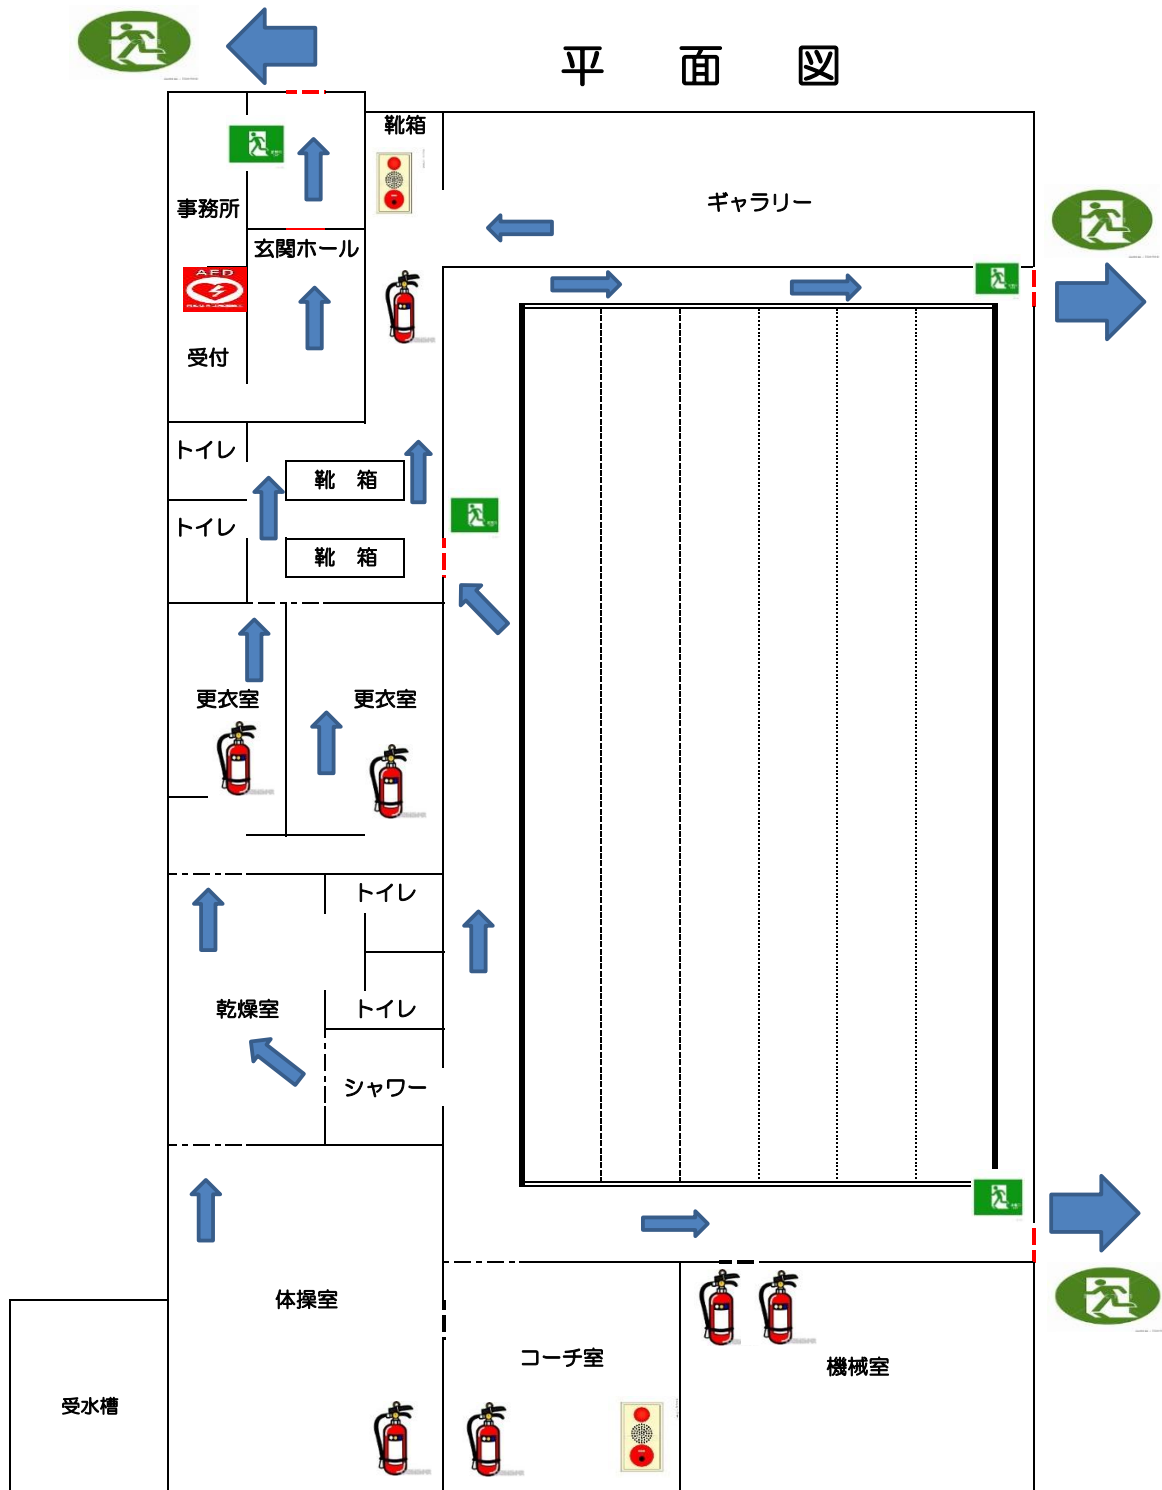 平 面 図
靴箱
ギャラリー
事務所
玄関ホール
AED
受付
トイレ
靴 箱
トイレ
靴 箱
更衣室
更衣室
トイレ
乾燥室
トイレ
シャワー
体操室
コーチ室
機械室
受水槽